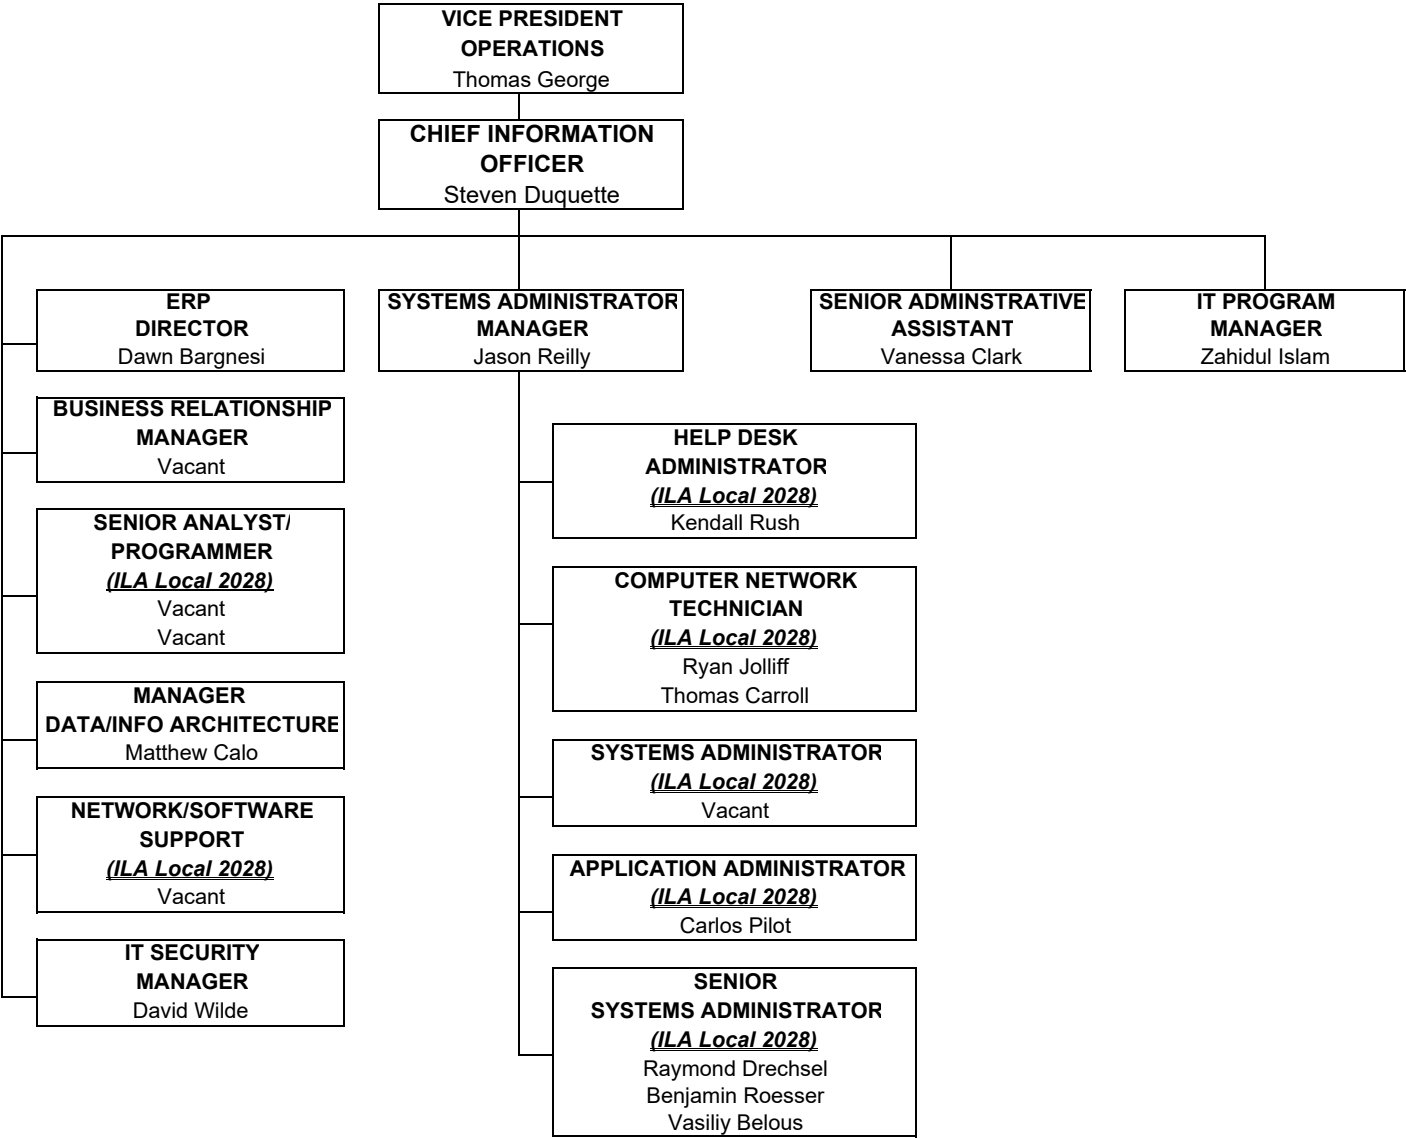 VICE PRESIDENT
OPERATIONS
Thomas George
CHIEF INFORMATION
OFFICER
Steven Duquette
ERP
DIRECTOR
Dawn Bargnesi
BUSINESS RELATIONSHIP
MANAGER
Vacant
SENIOR ANALYST/
PROGRAMMER
(ILA Local 2028)
Vacant
Vacant
MANAGER
DATA/INFO ARCHITECTURE
Matthew Calo
NETWORK/SOFTWARE
SUPPORT
(ILA Local 2028)
Vacant
IT SECURITY
MANAGER
David Wilde
SYSTEMS ADMINISTRATOR
MANAGER
Jason Reilly
HELP DESK
ADMINISTRATOR
(ILA Local 2028)
Kendall Rush
COMPUTER NETWORK
TECHNICIAN
(ILA Local 2028)
Ryan Jolliff
Thomas Carroll
SYSTEMS ADMINISTRATOR
(ILA Local 2028)
Vacant
APPLICATION ADMINISTRATOR
(ILA Local 2028)
Carlos Pilot
SENIOR
SYSTEMS ADMINISTRATOR
(ILA Local 2028)
Raymond Drechsel
Benjamin Roesser
Vasiliy Belous
SENIOR ADMINSTRATIVE
ASSISTANT
Vanessa Clark
IT PROGRAM
MANAGER
Zahidul Islam